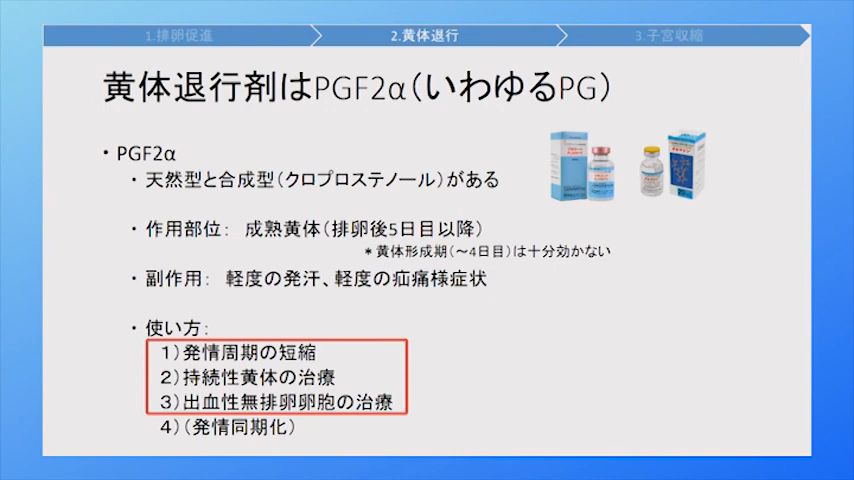 1.排卵促進
2.黄体退行
3 子宮収縮
黄体退行剤はPGF2α（いわゆるPG）
・PGF2α
・天然型と合成型（クロプロステノール）がある
・作用部位： 成熟黄体（排卵後5日目以降）
＊黄体形成期（～4日目）は十分効かない
・副作用： 軽度の発汗、軽度の疝痛様症状
・使い方：
1）発情周期の短縮
2）持続性黄体の治療
3）出血性無排卵卵胞の治療
4）（発情同期化）